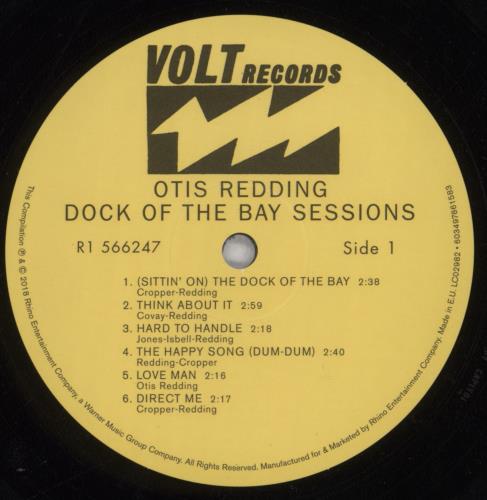 VOLT RECORDS
OTIS REDDING
DOCK OF THE BAY SESSIONS
R1 566247
Side 1
1. (SITTIN' ON) THE DOCK OF THE BAY 2:38
Cropper-Redding
2. THINK ABOUT IT 2:59
Covay-Redding
3. HARD TO HANDLE 2:18
Jones-Isbell-Redding
4. THE HAPPY SONG (DUM-DUM) 2:40
Redding-Cropper
5. LOVE MAN 2:16
Otis Redding
6. DIRECT ME 2:17
Cropper-Redding
This Compilation ℗ & © 2018 Rhino Entertainment Company, a Warner Music Group Company. All Rights Reserved. Manufactured for & Marketed by Rhino Entertainment Company. Made in E.U. LC02982 • 603497861583